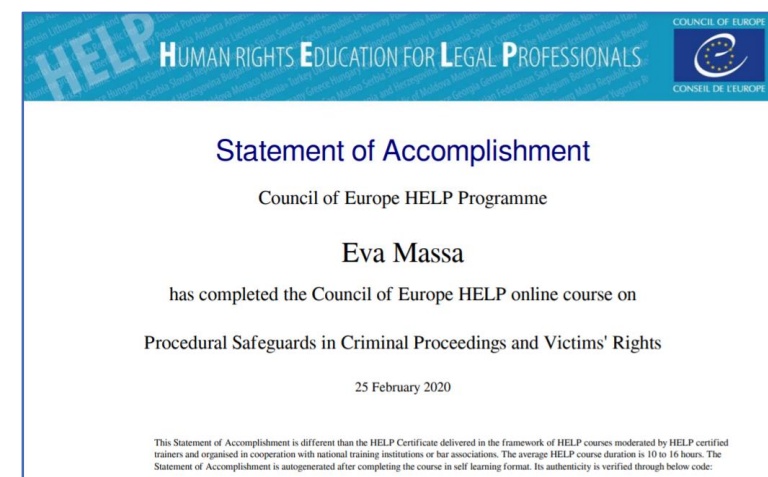 HELP
HUMAN RIGHTS EDUCATION FOR LEGAL PROFESSIONALS
COUNCIL OF EUROPE
CONSEIL DE L'EUROPE
Statement of Accomplishment
Council of Europe HELP Programme
Eva Massa
has completed the Council of Europe HELP online course on
Procedural Safeguards in Criminal Proceedings and Victims' Rights
25 February 2020
This Statement of Accomplishment is different than the HELP Certificate delivered in the framework of HELP courses moderated by HELP certified
trainers and organised in cooperation with national training institutions or bar associations. The average HELP course duration is 10 to 16 hours. The
Statement of Accomplishment is autogenerated after completing the course in self learning format. Its authenticity is verified through below code: